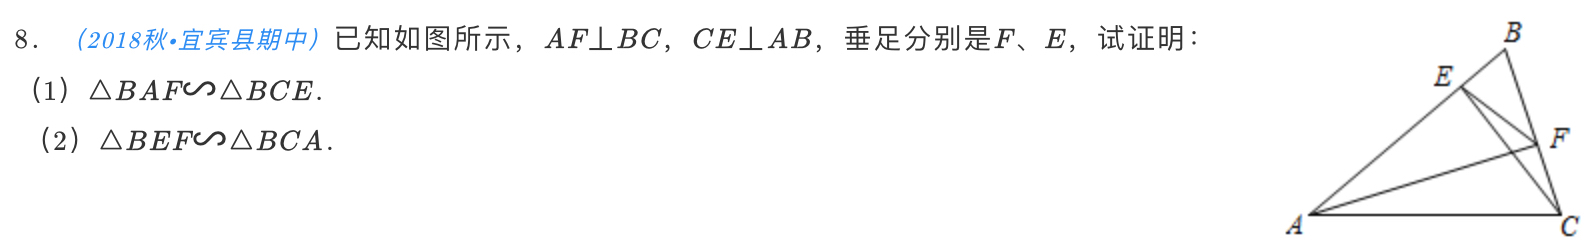 8. (2018秋•宜宾县期中)已知如图所示，AF⊥BC，CE⊥AB，垂足分别是F、E，试证明：
(1) △BAF∽△BCE.
(2) △BEF∽△BCA.
B
E
F
A
C